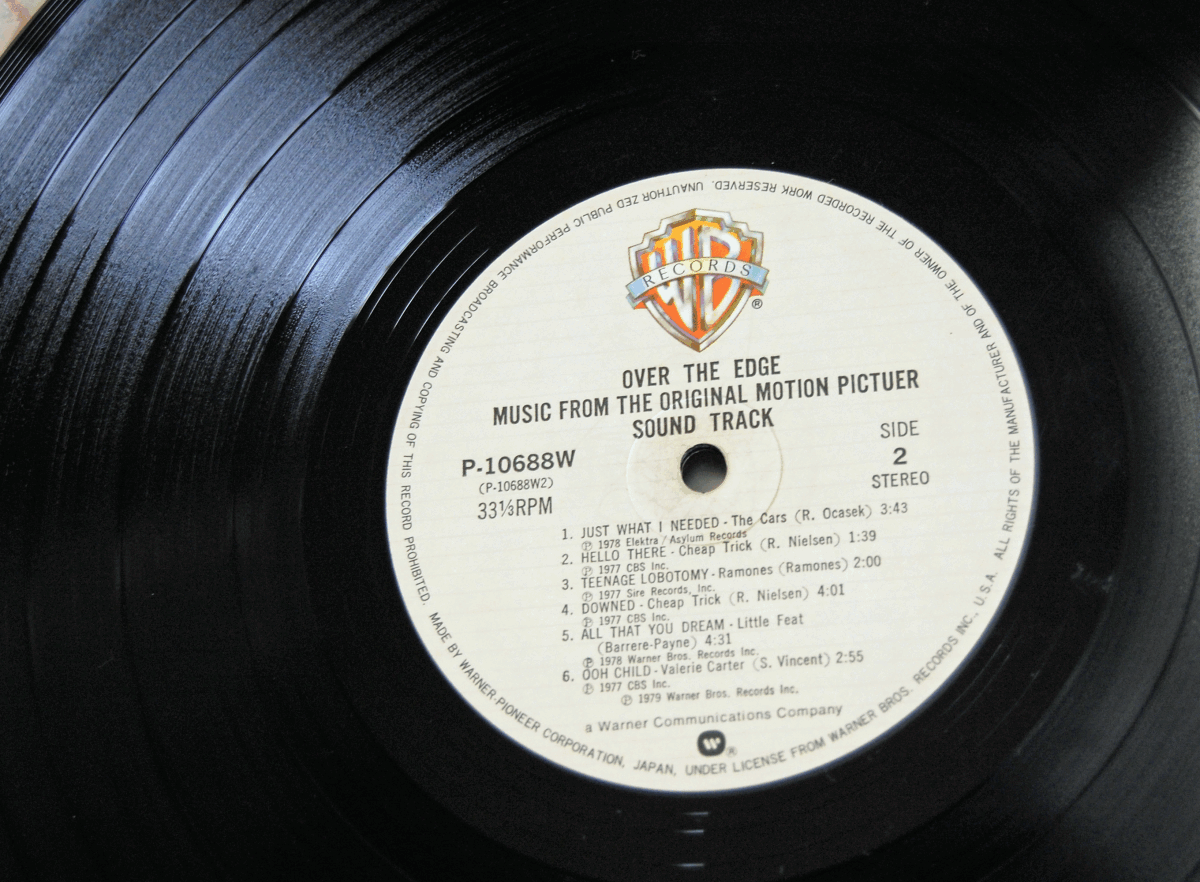 WB
RECORDS
®
OVER THE EDGE
MUSIC FROM THE ORIGINAL MOTION PICTUER
SOUND TRACK
P-10688W
(P-10688W2)
33⅓RPM
SIDE
2
STEREO
1. JUST WHAT I NEEDED - The Cars (R. Ocasek) 3:43
Ⓟ 1978 Elektra / Asylum Records
2. HELLO THERE - Cheap Trick (R. Nielsen) 1:39
Ⓟ 1977 CBS Inc.
3. TEENAGE LOBOTOMY - Ramones (Ramones) 2:00
Ⓟ 1977 Sire Records, Inc.
4. DOWNED - Cheap Trick (R. Nielsen) 4:01
Ⓟ 1977 CBS Inc.
5. ALL THAT YOU DREAM - Little Feat
(Barrere-Payne) 4:31
Ⓟ 1978 Warner Bros. Records Inc.
6. OOH CHILD - Valerie Carter (S. Vincent) 2:55
Ⓟ 1977 CBS Inc.
Ⓟ 1979 Warner Bros. Records Inc.
a Warner Communications Company
®
MADE BY WARNER-PIONEER CORPORATION, JAPAN, UNDER LICENSE FROM WARNER BROS. RECORDS INC., U.S.A. ALL RIGHTS OF THE MANUFACTURER AND OF THE OWNER OF THE RECORDED WORK RESERVED. UNAUTHOR ZED PUBLIC PERFORMANCE BROADCASTING AND COPYING OF THIS RECORD PROHIBITED.